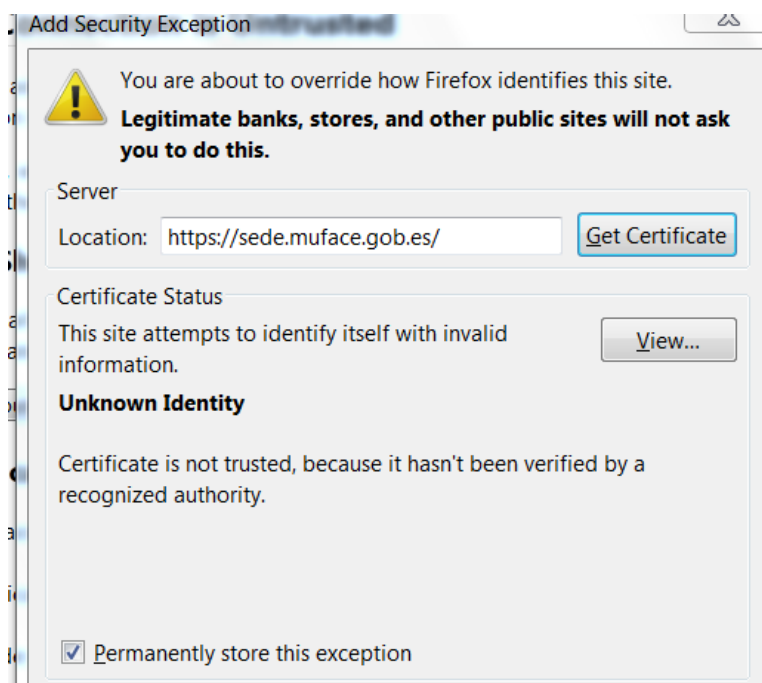 Add Security Exception
You are about to override how Firefox identifies this site.
Legitimate banks, stores, and other public sites will not ask
you to do this.
Server
Location: https://sede.muface.gob.es/ Get Certificate
Certificate Status
This site attempts to identify itself with invalid
information.
View...
Unknown Identity
Certificate is not trusted, because it hasn't been verified by a
recognized authority.
Permanently store this exception